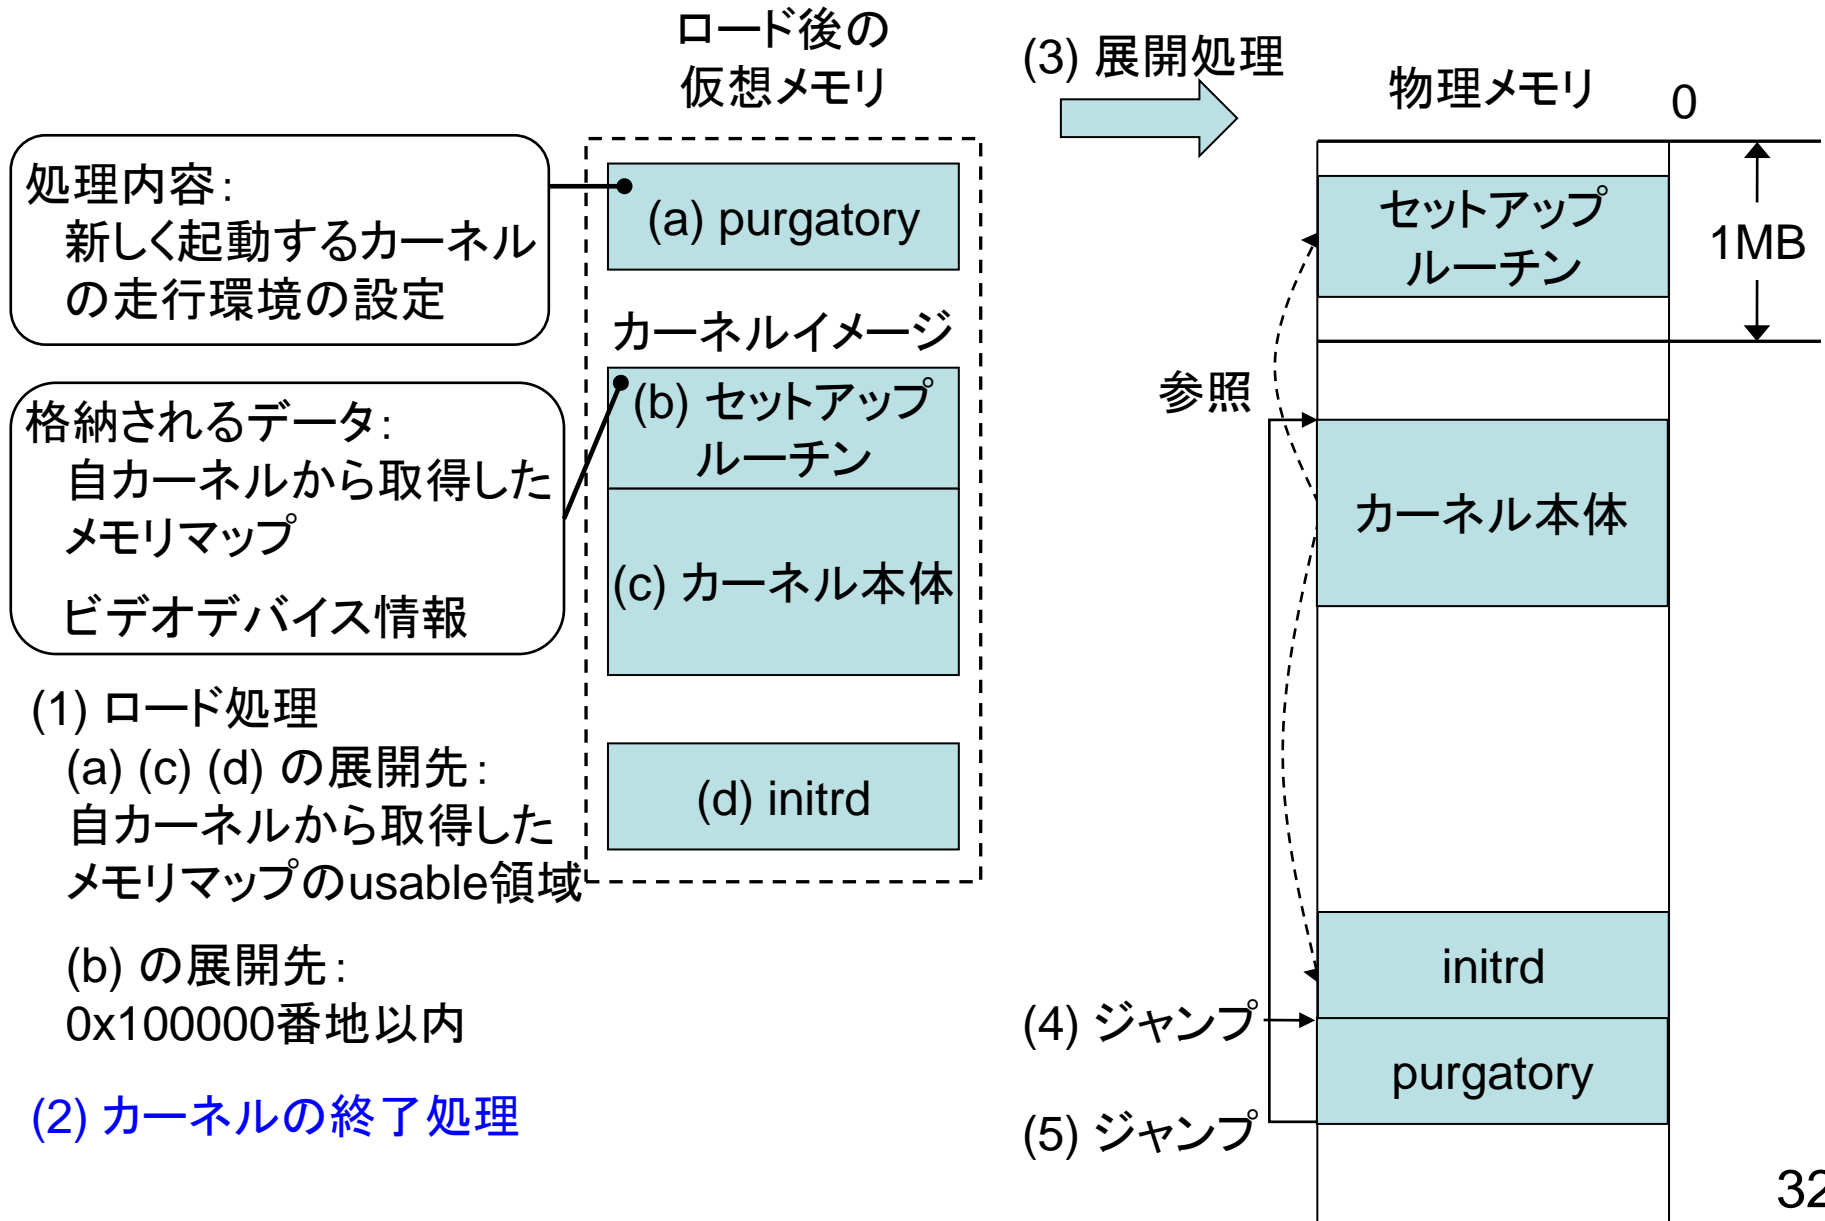 ロード後の
仮想メモリ
処理内容：
新しく起動するカーネル
の走行環境の設定
(a) purgatory
カーネルイメージ
格納されるデータ：
自カーネルから取得した
メモリマップ
ビデオデバイス情報
(b) セットアップ
ルーチン
(c) カーネル本体
(d) initrd
(1) ロード処理
(a) (c) (d) の展開先：
自カーネルから取得した
メモリマップのusable領域
(b) の展開先：
0x100000番地以内
(2) カーネルの終了処理
(3) 展開処理
物理メモリ
0
セットアップ
ルーチン
1MB
参照
カーネル本体
initrd
(4) ジャンプ
purgatory
(5) ジャンプ
32